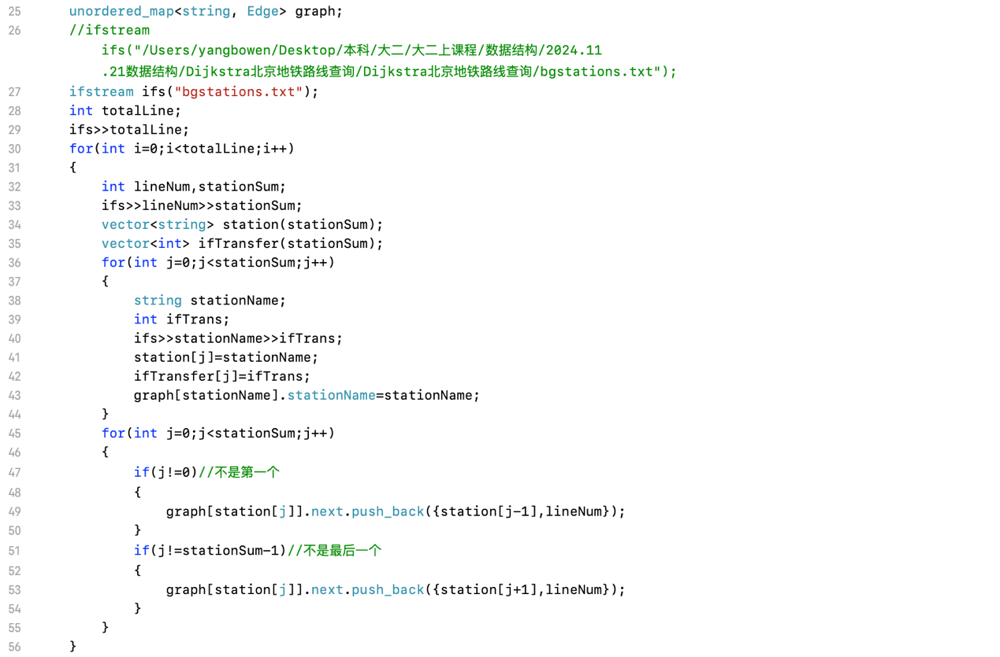 25 unordered_map<string, Edge> graph;
26 //ifstream
ifs("/Users/yangbowen/Desktop/本科/大二/大二上课程/数据结构/2024.11
.21数据结构/Dijkstra北京地铁路线查询/Dijkstra北京地铁路线查询/bgstations.txt");
27 ifstream ifs("bgstations.txt");
28 int totalLine;
29 ifs>>totalLine;
30 for(int i=0;i<totalLine;i++)
31 {
32 int lineNum,stationSum;
33 ifs>>lineNum>>stationSum;
34 vector<string> station(stationSum);
35 vector<int> ifTransfer(stationSum);
36 for(int j=0;j<stationSum;j++)
37 {
38 string stationName;
39 int ifTrans;
40 ifs>>stationName>>ifTrans;
41 station[j]=stationName;
42 ifTransfer[j]=ifTrans;
43 graph[stationName].stationName=stationName;
44 }
45 for(int j=0;j<stationSum;j++)
46 {
47 if(j!=0)//不是第一个
48 {
49 graph[station[j]].next.push_back({station[j-1],lineNum});
50 }
51 if(j!=stationSum-1)//不是最后一个
52 {
53 graph[station[j]].next.push_back({station[j+1],lineNum});
54 }
55 }
56 }